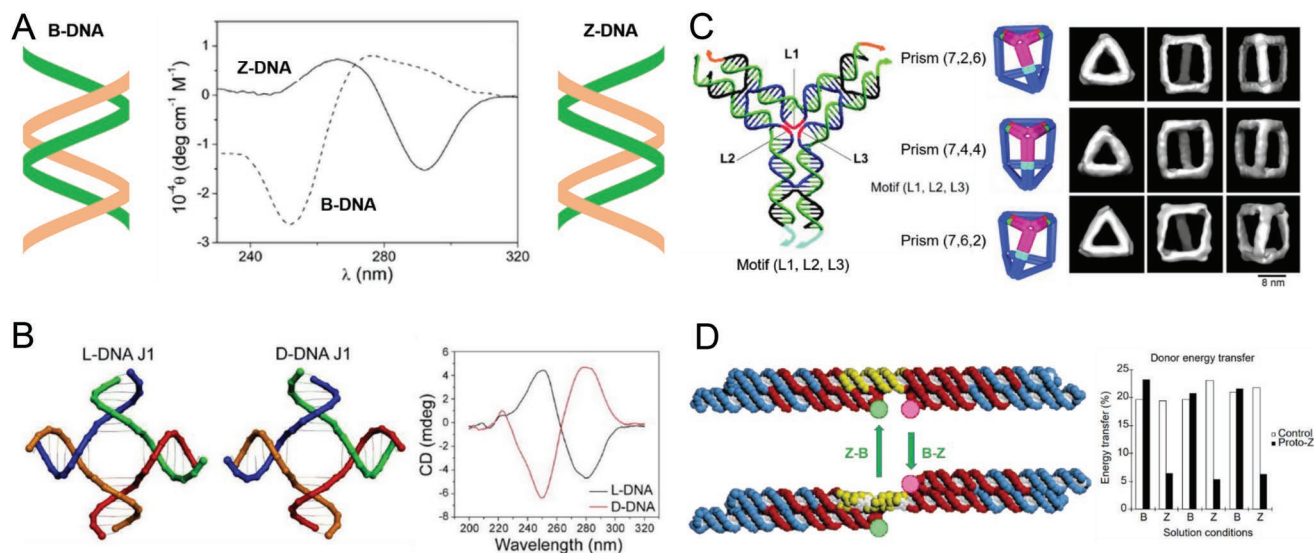 A
B-DNA
Z-DNA
10⁻⁴θ (deg cm⁻¹ M⁻¹)
1
0
-1
-2
-3
240
280
320
λ (nm)
Z-DNA
B-DNA
C
L1
L2
L3
Motif (L1, L2, L3)
Prism (7,2,6)
Prism (7,4,4)
Motif (L1, L2, L3)
Prism (7,6,2)
8 nm
B
L-DNA J1
D-DNA J1
CD (mdeg)
6
4
2
0
-2
-4
-6
-8
200 220 240 260 280 300 320
Wavelength (nm)
L-DNA
D-DNA
D
Z-B
B-Z
Donor energy transfer
Energy transfer (%)
25
20
15
10
5
0
B Z B Z B Z
Solution conditions
Control
Proto-Z